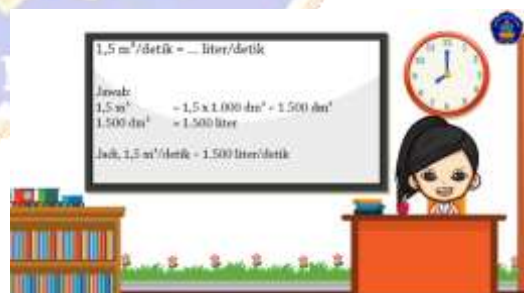 1,5 m³/detik = ... liter/detik
Jawab:
1,5 m³ = 1,5 x 1.000 dm³ = 1.500 dm³
1.500 dm³ = 1.500 liter
Jadi, 1,5 m³/detik = 1.500 liter/detik